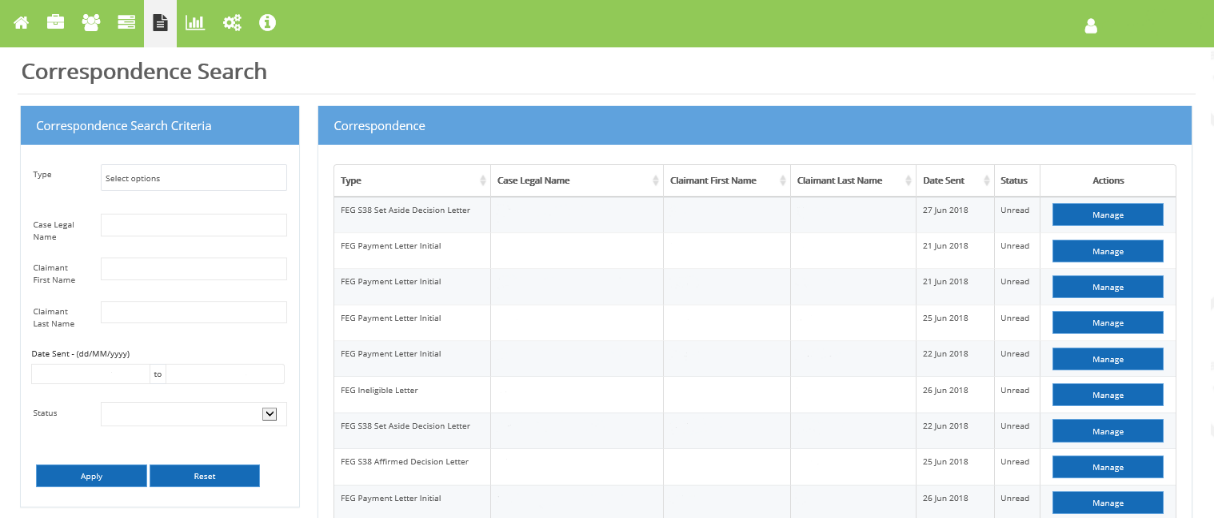 Correspondence Search
Correspondence Search Criteria
Type
Select options
Case Legal
Name
Claimant
First Name
Claimant
Last Name
Date Sent - (dd/MM/yyyy)
to
Status
Apply Reset
Correspondence
Type Case Legal Name Claimant First Name Claimant Last Name Date Sent Status Actions
FEG S38 Set Aside Decision Letter 27 Jun 2018 Unread Manage
FEG Payment Letter Initial 21 Jun 2018 Unread Manage
FEG Payment Letter Initial 21 Jun 2018 Unread Manage
FEG Payment Letter Initial 25 Jun 2018 Unread Manage
FEG Payment Letter Initial 22 Jun 2018 Unread Manage
FEG Ineligible Letter 26 Jun 2018 Unread Manage
FEG S38 Set Aside Decision Letter 22 Jun 2018 Unread Manage
FEG S38 Affirmed Decision Letter 25 Jun 2018 Unread Manage
FEG Payment Letter Initial 26 Jun 2018 Unread Manage